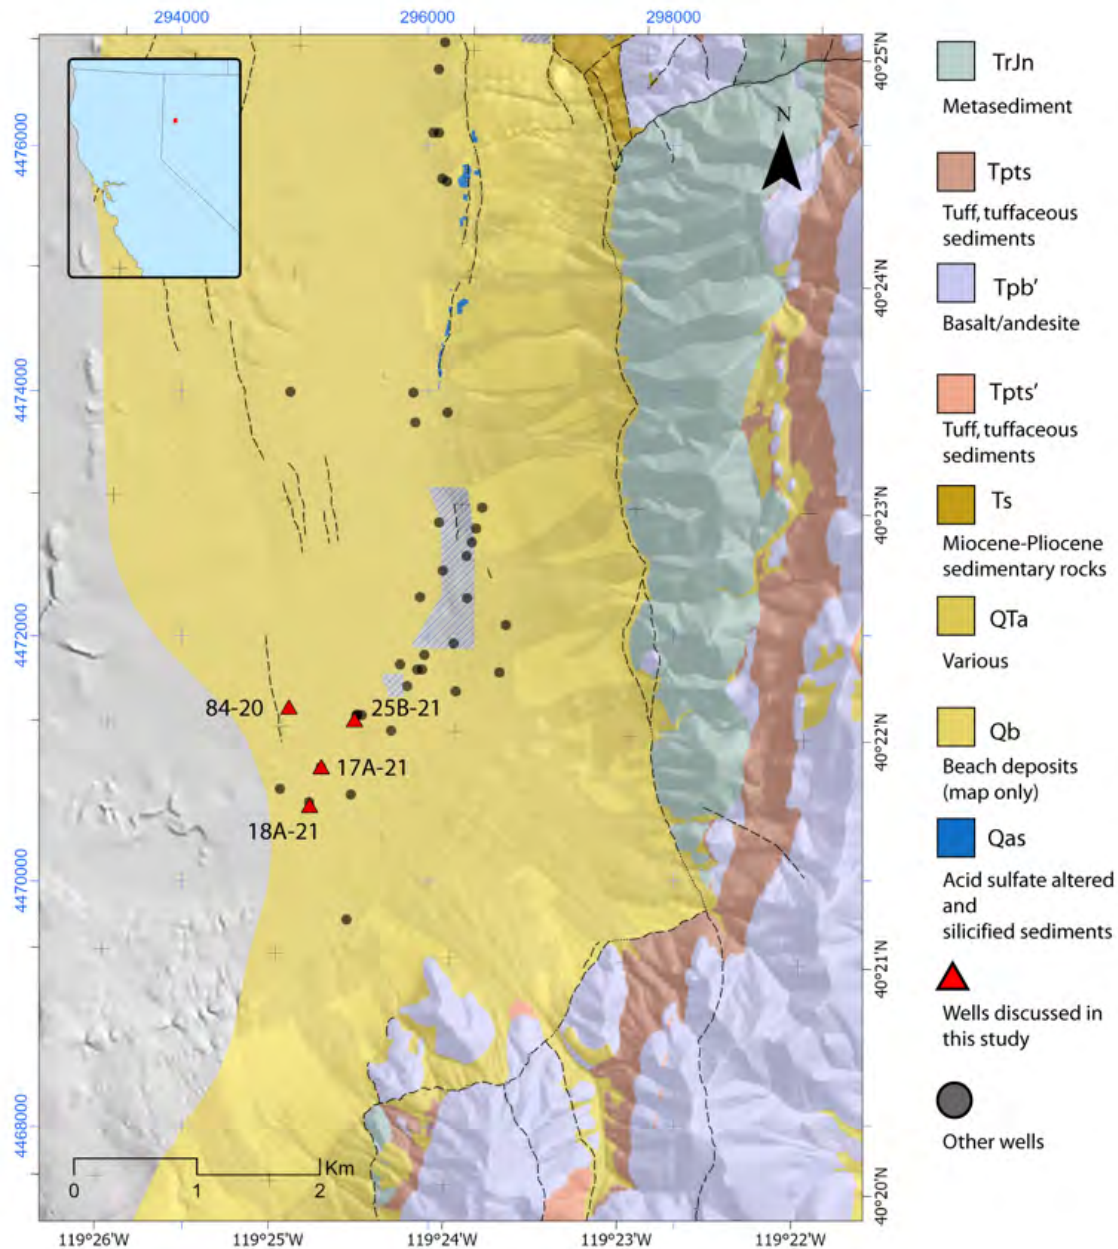 294000
296000
298000
40°25'N
40°24'N
40°23'N
40°22'N
40°21'N
40°20'N
4476000
4474000
4472000
4470000
4468000
N
84-20
25B-21
17A-21
18A-21
Km
0
1
2
119°26'W
119°25'W
119°24'W
119°23'W
119°22'W
TrJn
Metasediment
Tpts
Tuff, tuffaceous
sediments
Tpb'
Basalt/andesite
Tpts'
Tuff, tuffaceous
sediments
Ts
Miocene-Pliocene
sedimentary rocks
QTa
Various
Qb
Beach deposits
(map only)
Qas
Acid sulfate altered
and
silicified sediments
Wells discussed in
this study
Other wells